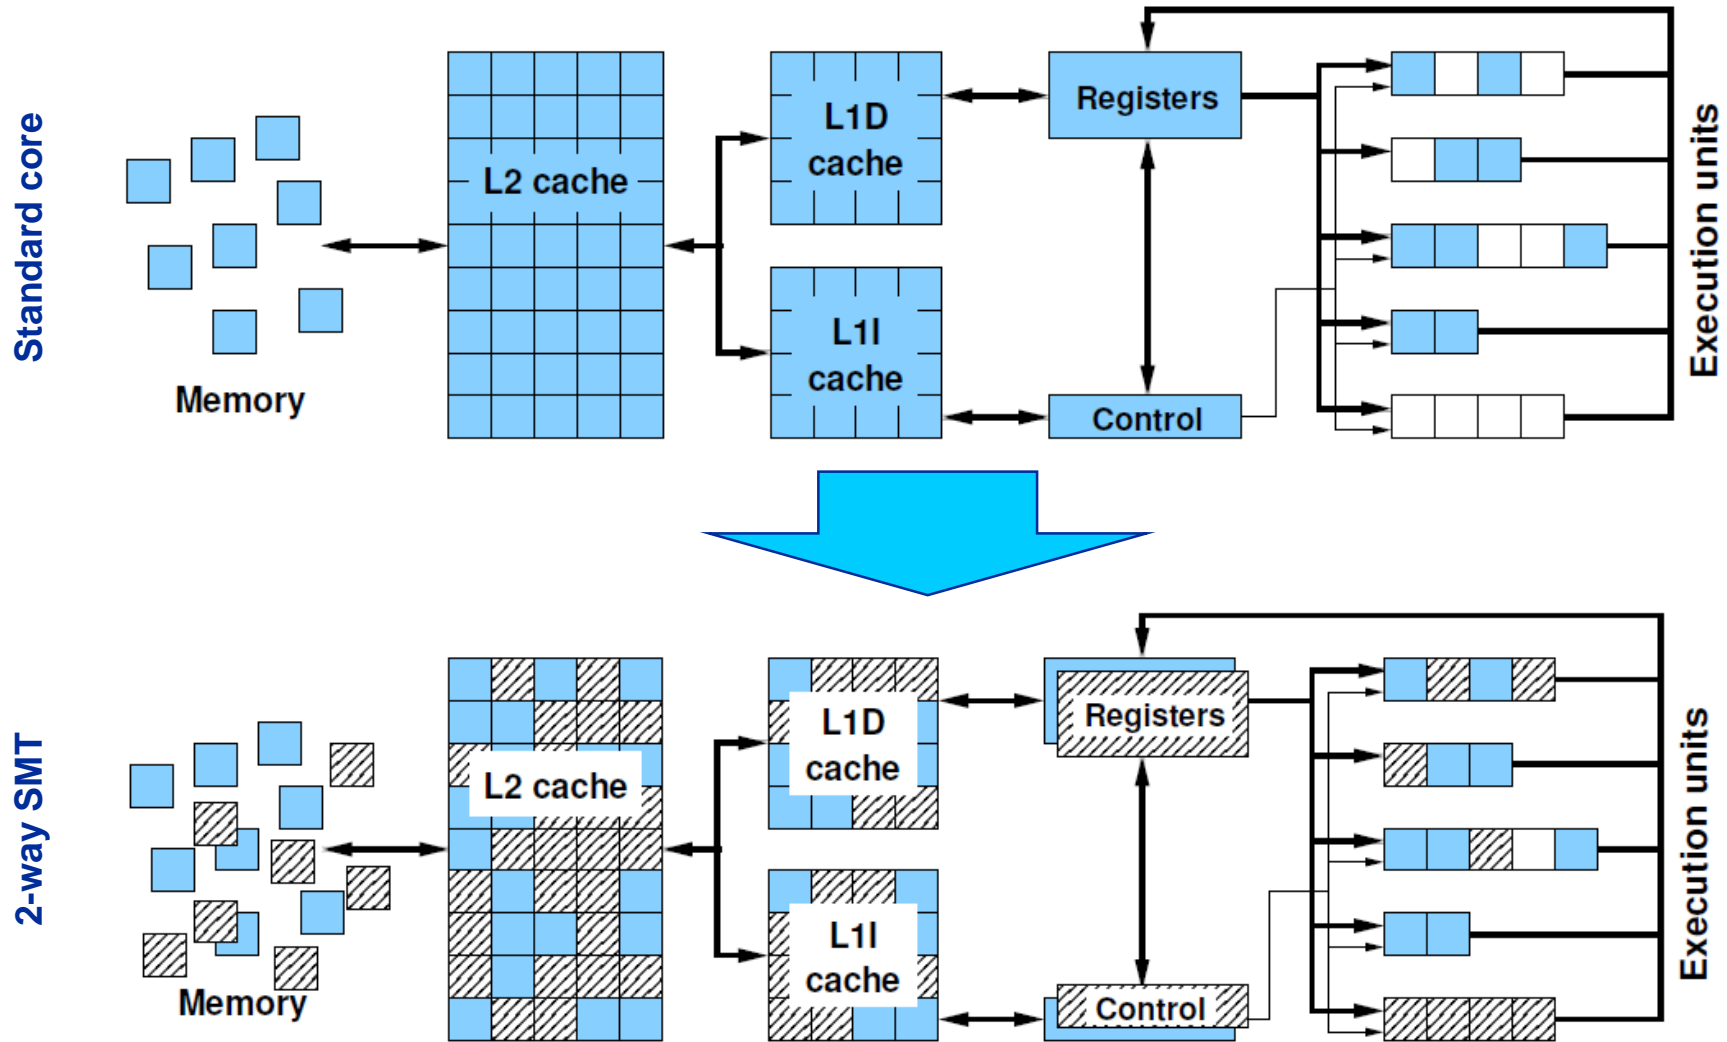 Standard core
Memory
L2 cache
L1D
cache
L1I
cache
Registers
Control
Execution units
2-way SMT
Memory
L2 cache
L1D
cache
L1I
cache
Registers
Control
Execution units